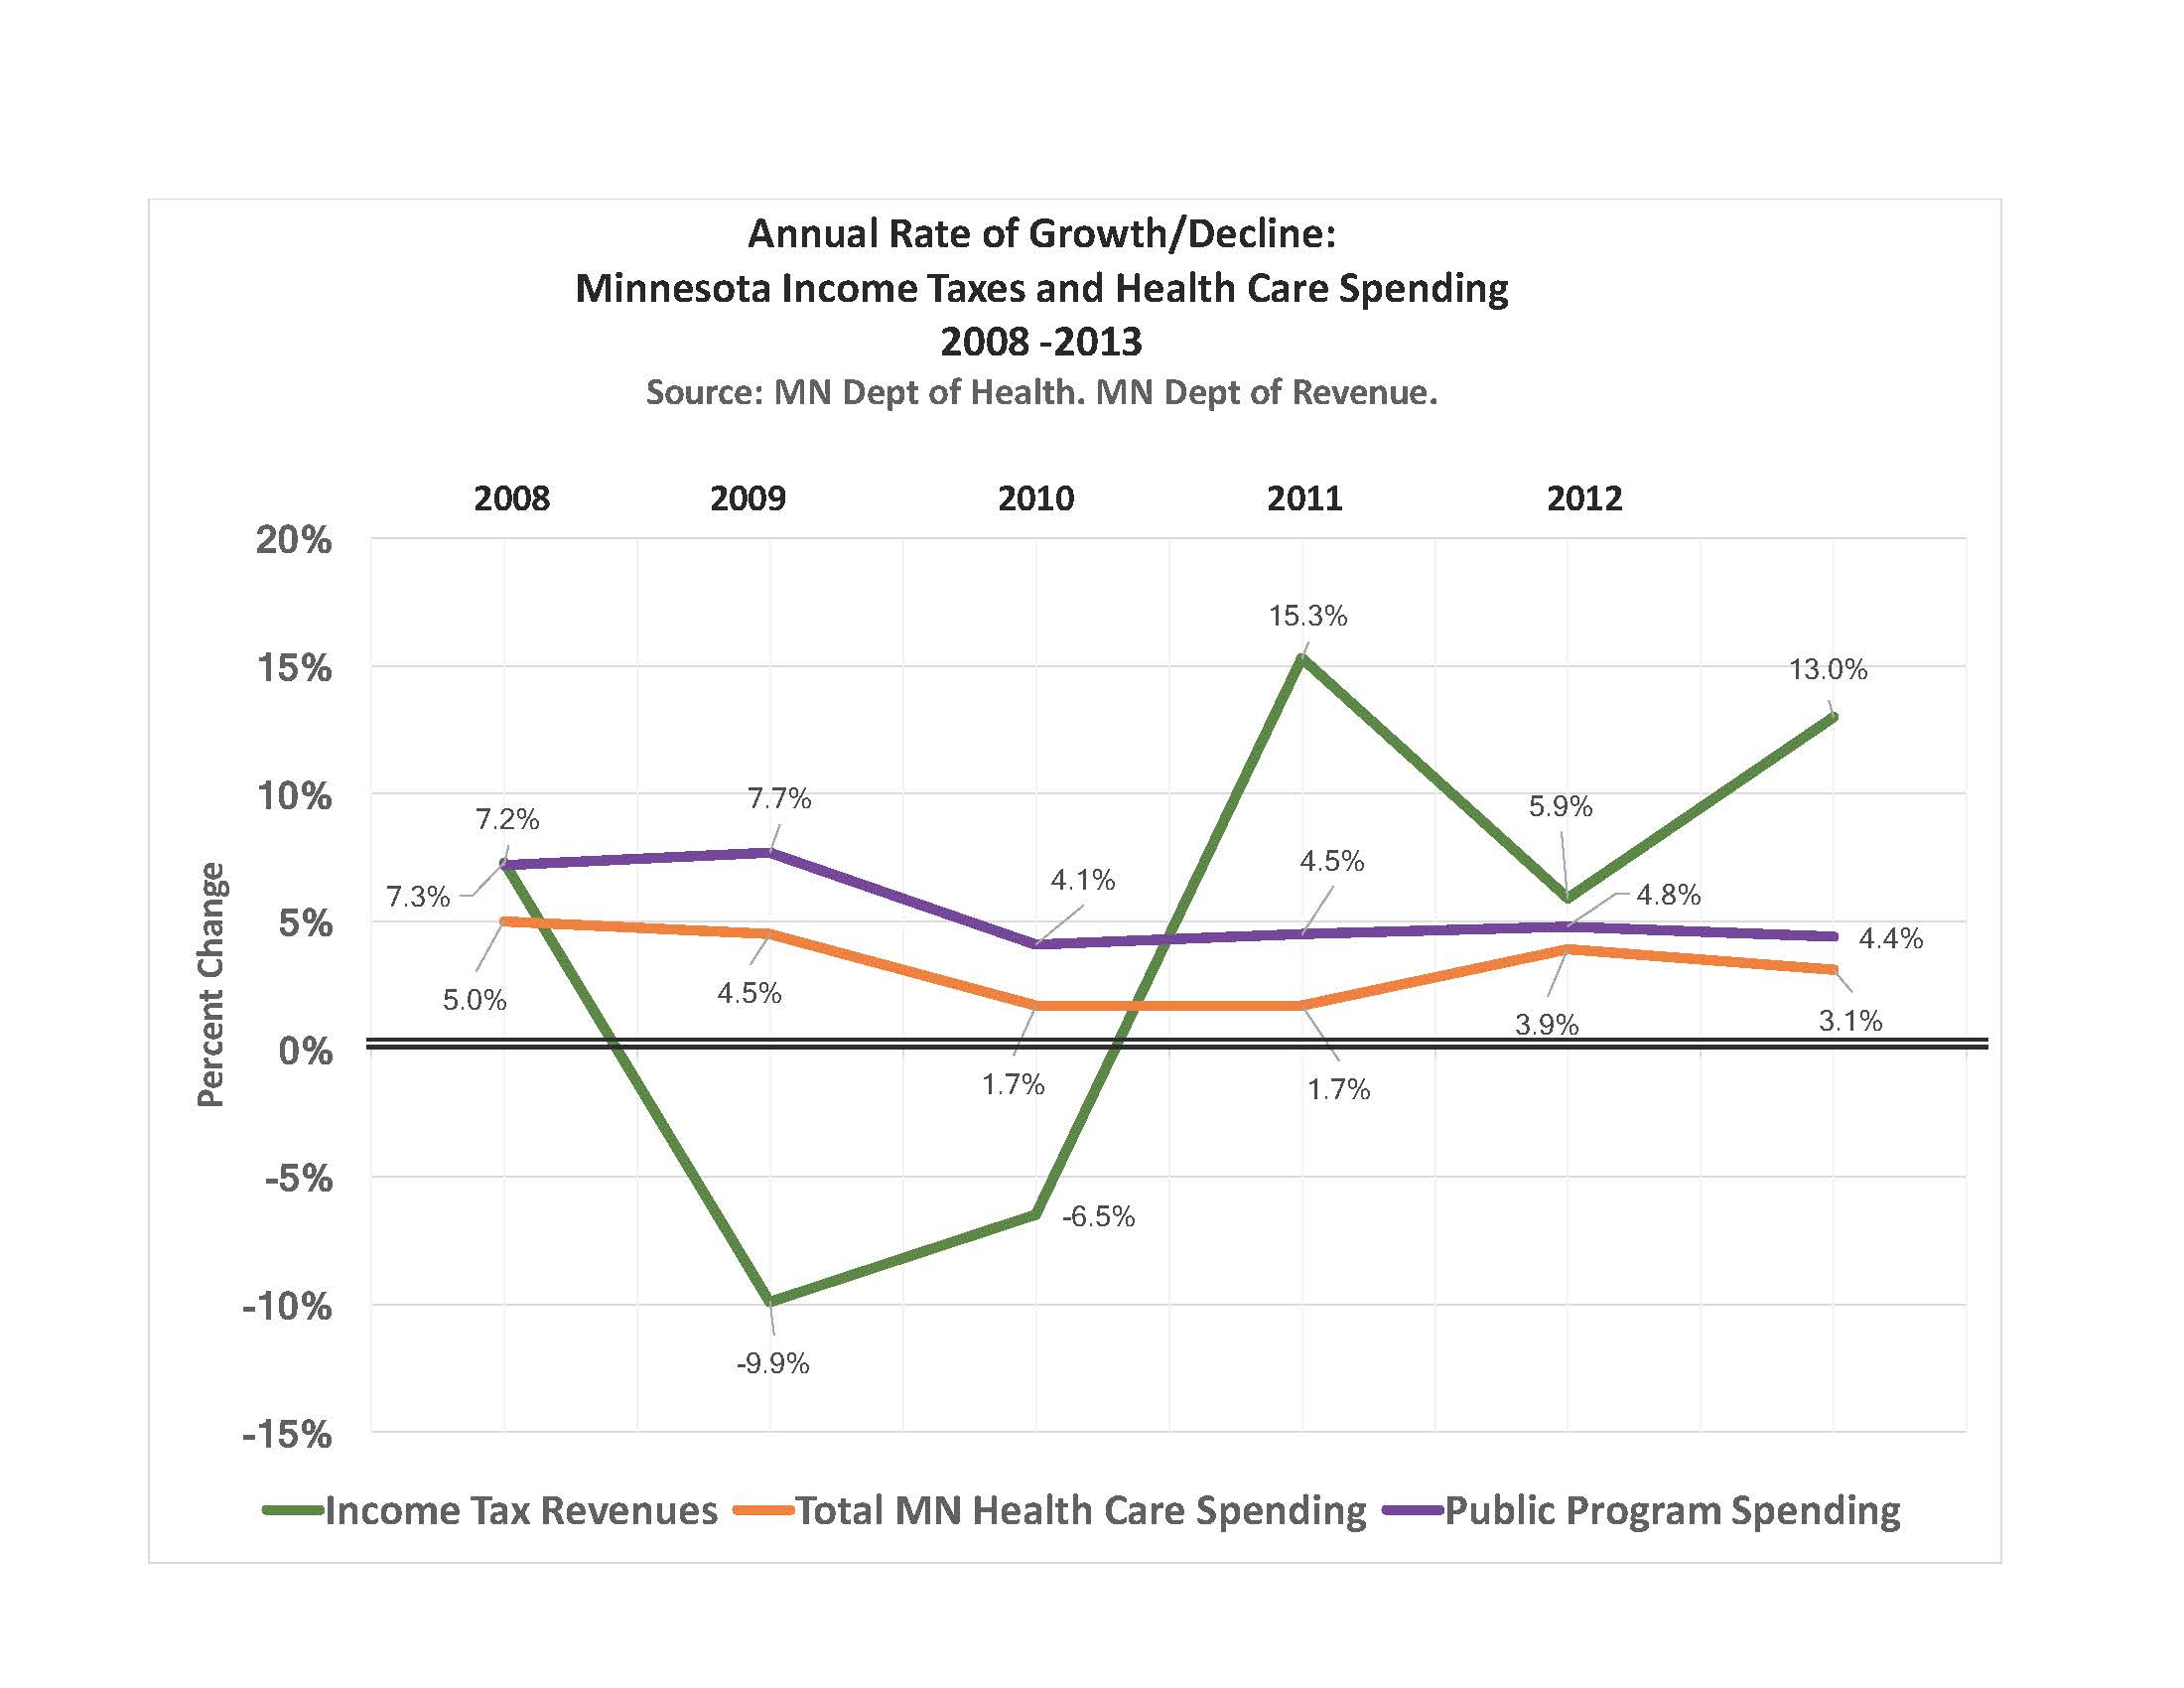 Annual Rate of Growth/Decline:
Minnesota Income Taxes and Health Care Spending
2008 -2013
Source: MN Dept of Health. MN Dept of Revenue.
2008 2009 2010 2011 2012
20%
15%
10%
5%
0%
-5%
-10%
-15%
Percent Change
7.3% -9.9% -6.5% 15.3% 5.9% 13.0%
5.0% 4.5% 1.7% 1.7% 3.9% 3.1%
7.2% 7.7% 4.1% 4.5% 4.8% 4.4%
Income Tax Revenues Total MN Health Care Spending Public Program Spending